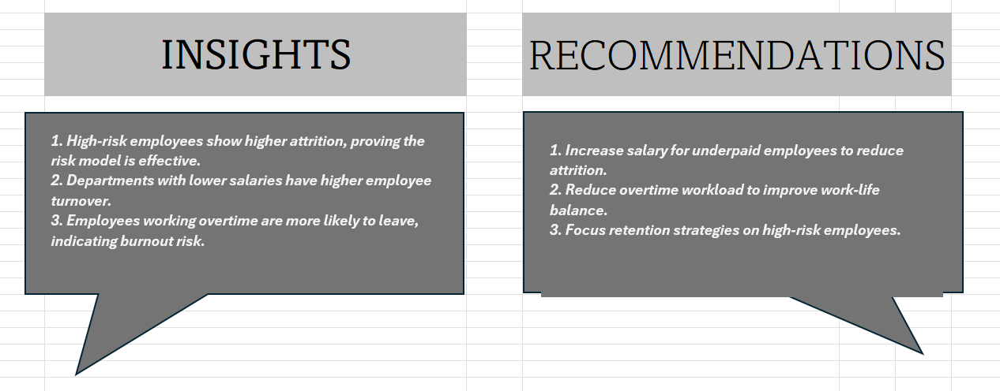 INSIGHTS
1. High-risk employees show higher attrition, proving the
risk model is effective.
2. Departments with lower salaries have higher employee
turnover.
3. Employees working overtime are more likely to leave,
indicating burnout risk.
RECOMMENDATIONS
1. Increase salary for underpaid employees to reduce
attrition.
2. Reduce overtime workload to improve work-life
balance.
3. Focus retention strategies on high-risk employees.